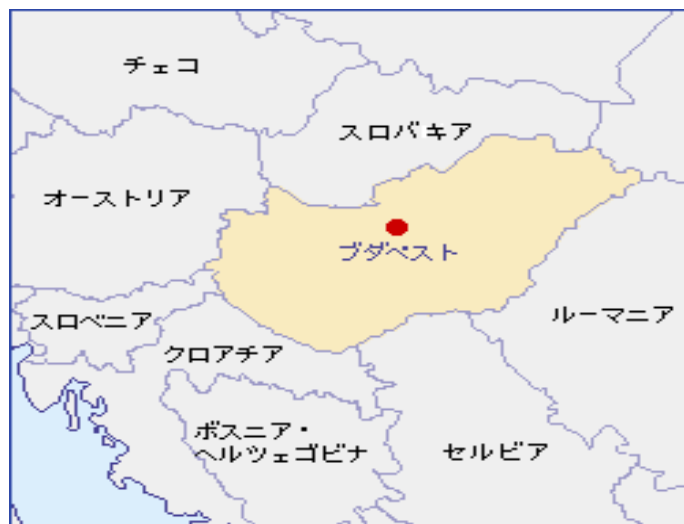 チェコ
スロバキア
オーストリア
ブダペスト
スロベニア
ルーマニア
クロアチア
ボスニア・
ヘルツェゴビナ
セルビア